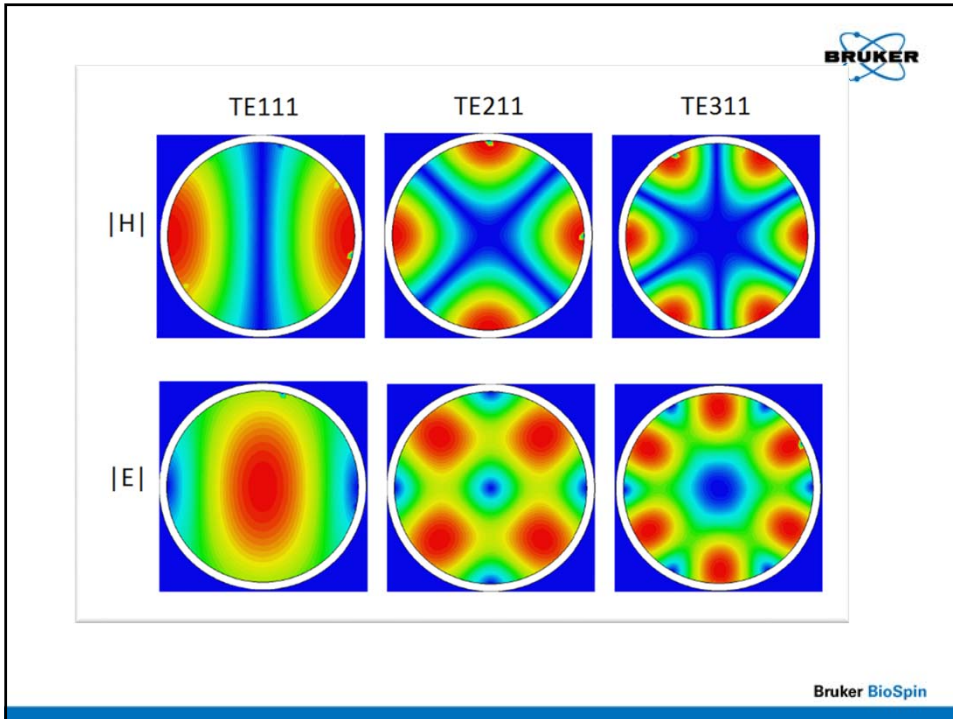 BRUKER
TE111 TE211 TE311
|H|
|E|
Bruker BioSpin